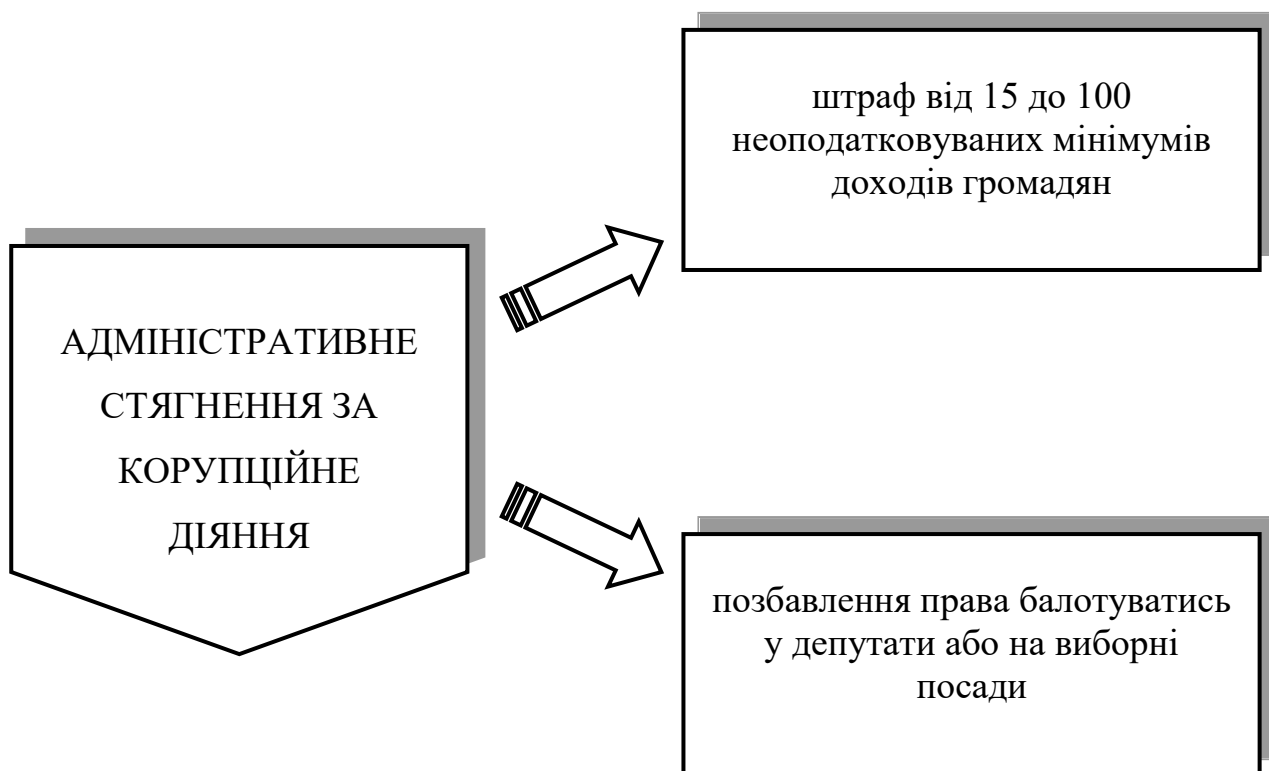 штраф від 15 до 100
неоподатковуваних мінімумів
доходів громадян
АДМІНІСТРАТИВНЕ
СТЯГНЕННЯ ЗА
КОРУПЦІЙНЕ
ДІЯННЯ
позбавлення права балотуватись
у депутати або на виборні
посади